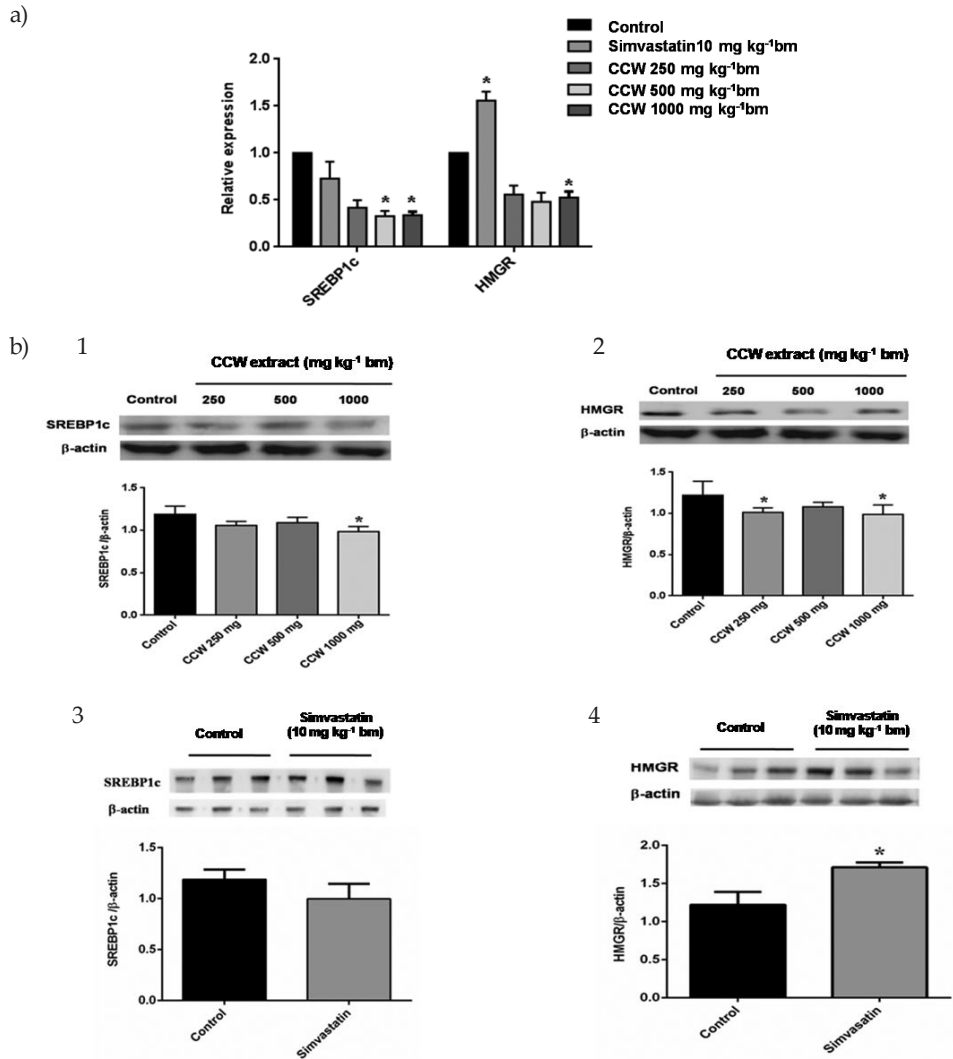 a)
Control
Simvastatin10 mg kg⁻¹bm
CCW 250 mg kg⁻¹bm
CCW 500 mg kg⁻¹bm
CCW 1000 mg kg⁻¹bm
Relative expression
2.0
1.5
1.0
0.5
0.0
*
* *
*
SREBP1c
HMGR
b)
1
CCW extract (mg kg⁻¹ bm)
Control 250 500 1000
SREBP1c
β-actin
SREBP1c /β-actin
1.5
1.0
0.5
0.0
*
Control
CCW 250 mg
CCW 500 mg
CCW 1000 mg
2
CCW extract (mg kg⁻¹ bm)
Control 250 500 1000
HMGR
β-actin
HMGR/β-actin
1.5
1.0
0.5
0.0
* *
Control
CCW 250 mg
CCW 500 mg
CCW 1000 mg
3
Control
Simvastatin
(10 mg kg⁻¹ bm)
SREBP1c
β-actin
SREBP1c /β-actin
1.5
1.0
0.5
0.0
Control
Simvastatin
4
Control
Simvastatin
(10 mg kg⁻¹ bm)
HMGR
β-actin
HMGR/β-actin
2.0
1.5
1.0
0.5
0.0
*
Control
Simvasatin